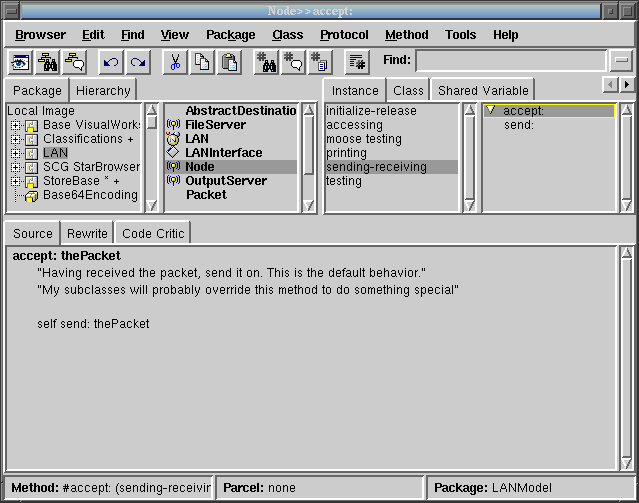 Node>>accept:
Browser Edit Find View Package Class Protocol Method Tools Help
Find:
Package Hierarchy
Local Image
Base VisualWork
Classifications +
LAN
SCG StarBrowser
StoreBase * +
Base64Encoding
AbstractDestinatio
FileServer
LAN
LANInterface
Node
OutputServer
Packet
Instance Class Shared Variable
initialize-release
accessing
moose testing
printing
sending-receiving
testing
accept:
send:
Source Rewrite Code Critic
accept: thePacket
"Having received the packet, send it on. This is the default behavior."
"My subclasses will probably override this method to do something special"
self send: thePacket
Method: #accept: (sending-receivin
Parcel: none
Package: LANModel